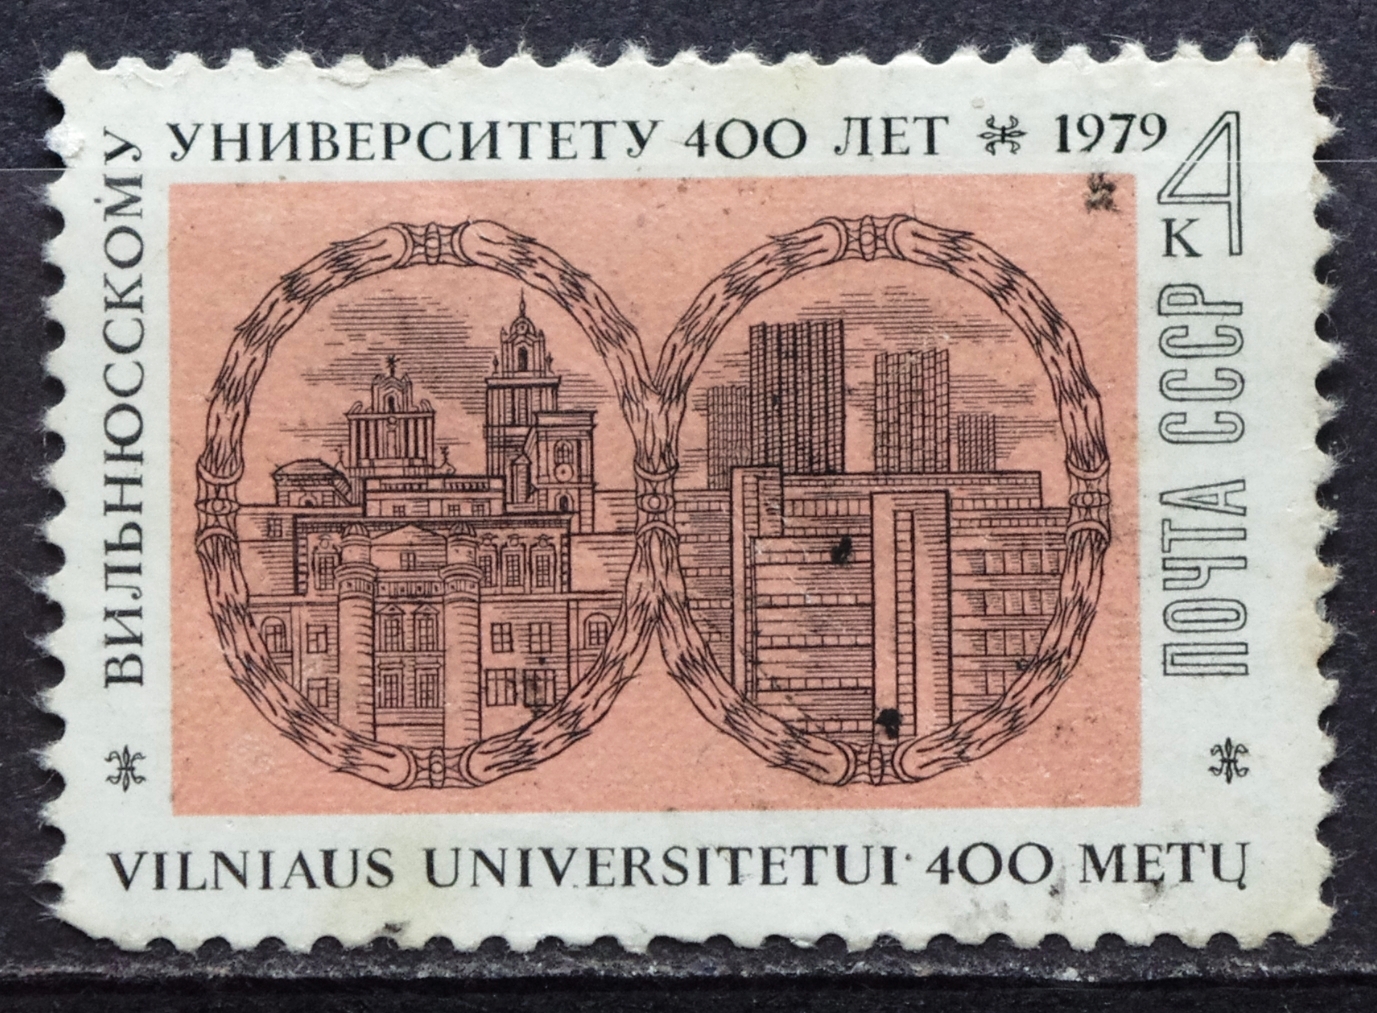 ВИЛЬНЮССКОМУ
УНИВЕРСИТЕТУ 400 ЛЕТ 1979
4 К
ПОЧТА СССР
VILNIAUS UNIVERSITETUI 400 METŲ